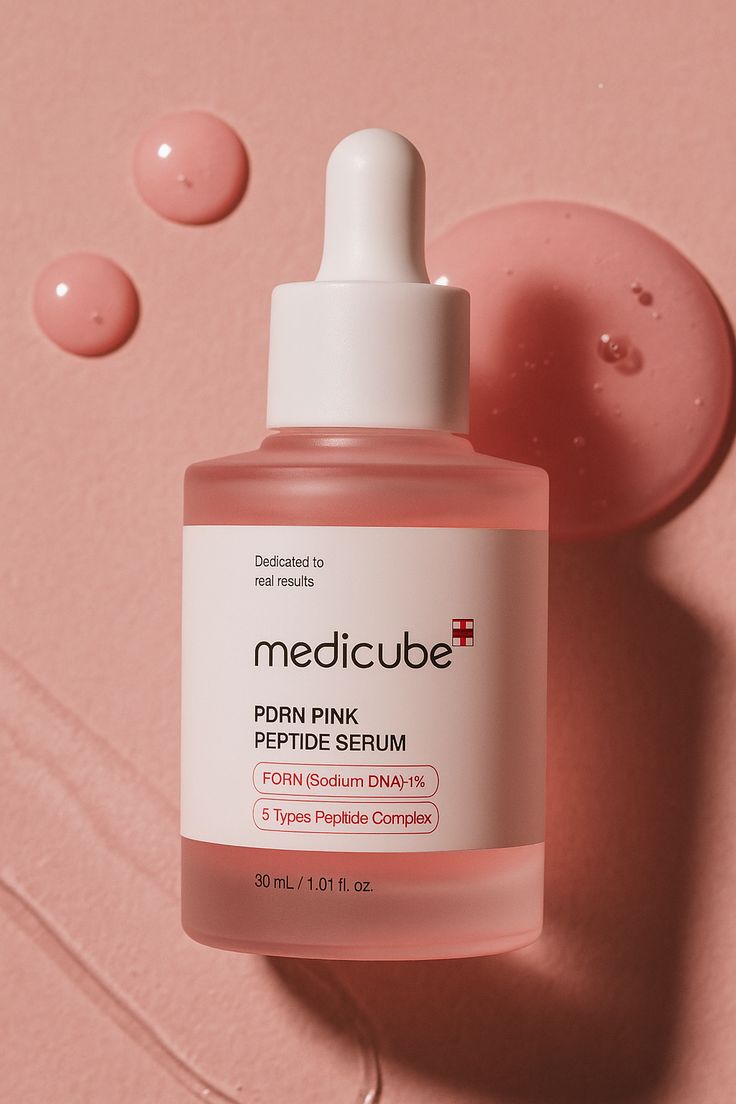 Dedicated to
real results
medicube
PDRN PINK
PEPTIDE SERUM
FORN (Sodium DNA)-1%
5 Types Pepltide Complex
30 mL / 1.01 fl. oz.